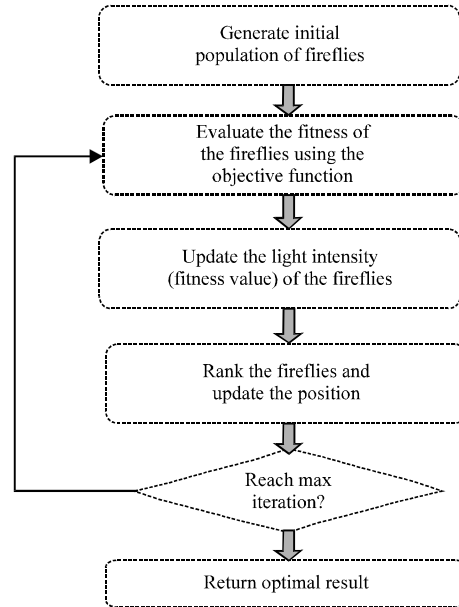 Generate initial
population of fireflies
Evaluate the fitness of
the fireflies using the
objective function
Update the light intensity
(fitness value) of the fireflies
Rank the fireflies and
update the position
Reach max
iteration?
Return optimal result